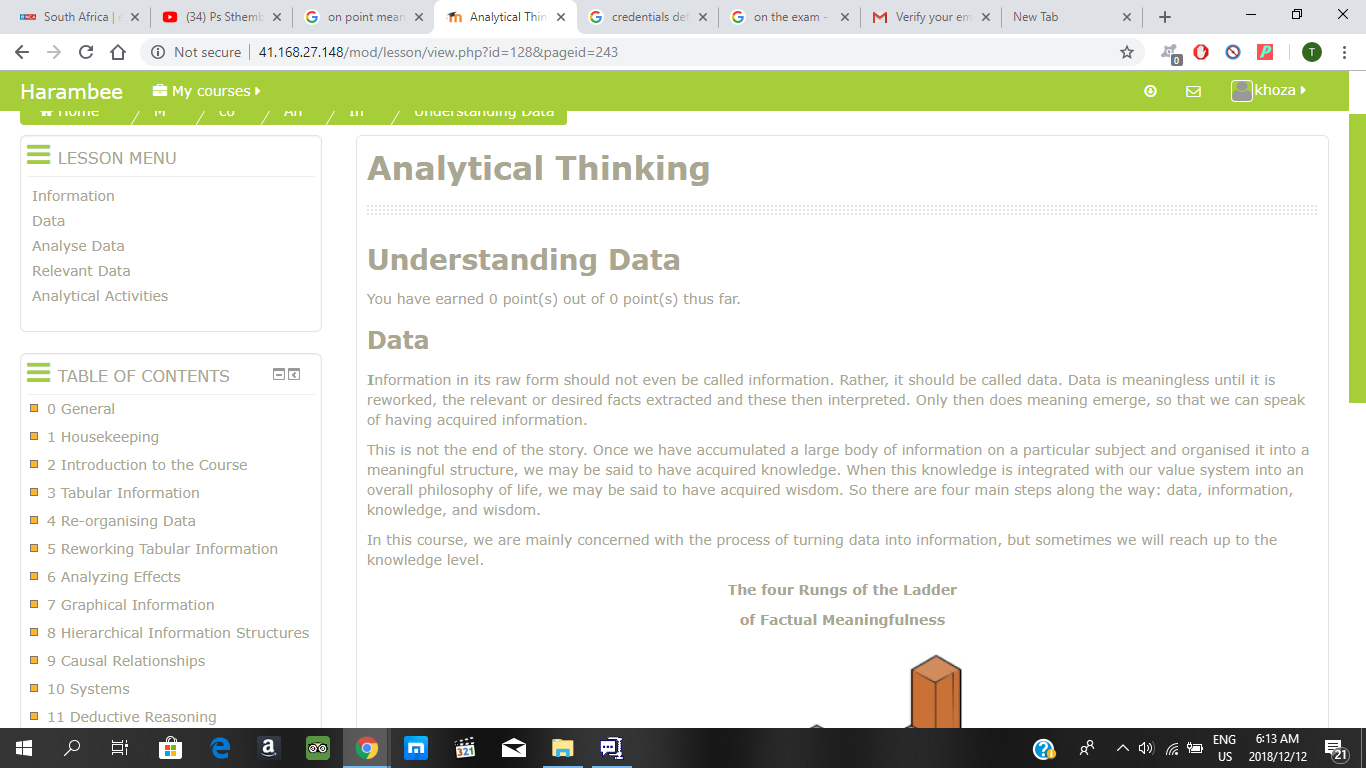 South Africa | e
(34) Ps Sthemb
on point mean
Analytical Thin
credentials def
on the exam -
Verify your em
New Tab
Not secure | 41.168.27.148/mod/lesson/view.php?id=128&pageid=243
0
T
Harambee
My courses
khoza
Home / M / co / An / In / Understanding Data
LESSON MENU
Information
Data
Analyse Data
Relevant Data
Analytical Activities
TABLE OF CONTENTS
0 General
1 Housekeeping
2 Introduction to the Course
3 Tabular Information
4 Re-organising Data
5 Reworking Tabular Information
6 Analyzing Effects
7 Graphical Information
8 Hierarchical Information Structures
9 Causal Relationships
10 Systems
11 Deductive Reasoning
Analytical Thinking
Understanding Data
You have earned 0 point(s) out of 0 point(s) thus far.
Data
Information in its raw form should not even be called information. Rather, it should be called data. Data is meaningless until it is
reworked, the relevant or desired facts extracted and these then interpreted. Only then does meaning emerge, so that we can speak
of having acquired information.
This is not the end of the story. Once we have accumulated a large body of information on a particular subject and organised it into a
meaningful structure, we may be said to have acquired knowledge. When this knowledge is integrated with our value system into an
overall philosophy of life, we may be said to have acquired wisdom. So there are four main steps along the way: data, information,
knowledge, and wisdom.
In this course, we are mainly concerned with the process of turning data into information, but sometimes we will reach up to the
knowledge level.
The four Rungs of the Ladder
of Factual Meaningfulness
321
ENG
US
6:13 AM
2018/12/12
21